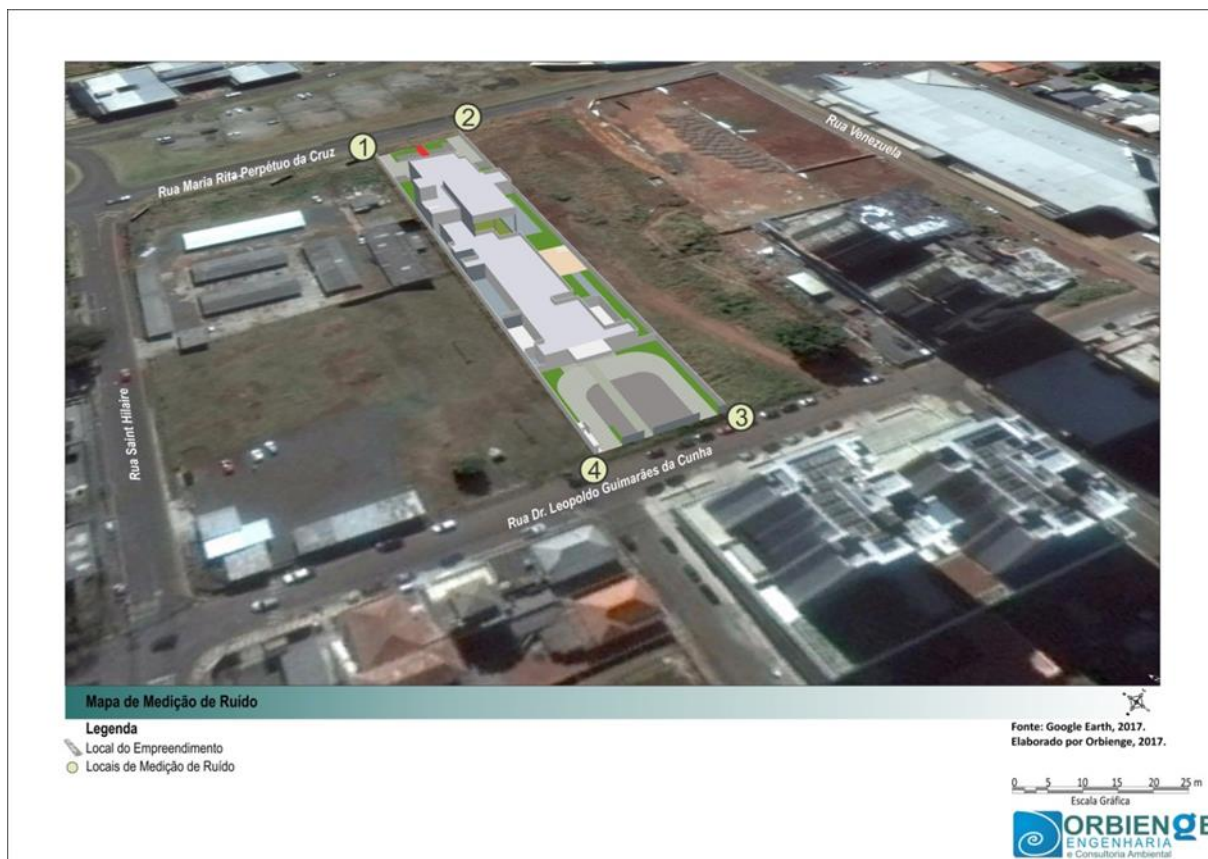 1
2
Rua Maria Rita Perpétuo da Cruz
Rua Venezuela
Rua Saint Hilaire
3
4
Rua Dr. Leopoldo Guimarães da Cunha
Mapa de Medição de Ruído
Legenda
Local do Empreendimento
Locais de Medição de Ruído
Fonte: Google Earth, 2017.
Elaborado por Orbienge, 2017.
0 5 10 15 20 25 m
Escala Gráfica
ORBIENgE
ENGENHARIA
e Consultoria Ambiental